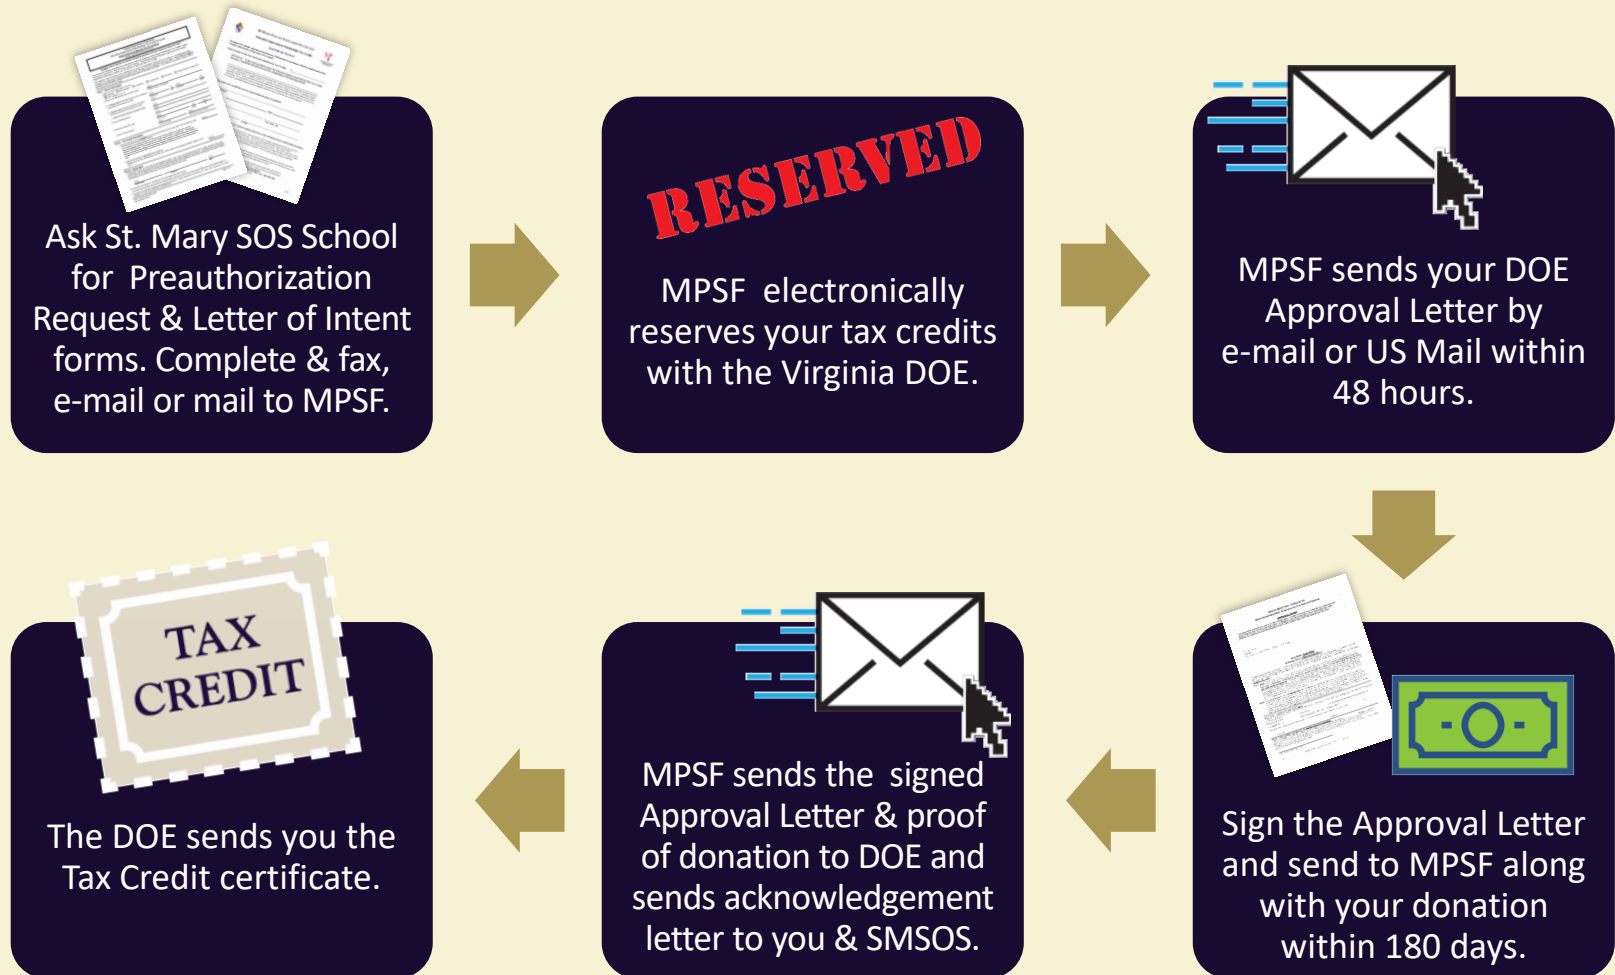 Ask St. Mary SOS School
for Preauthorization
Request & Letter of Intent
forms. Complete & fax,
e-mail or mail to MPSF.
RESERVED
MPSF electronically
reserves your tax credits
with the Virginia DOE.
MPSF sends your DOE
Approval Letter by
e-mail or US Mail within
48 hours.
Sign the Approval Letter
and send to MPSF along
with your donation
within 180 days.
MPSF sends the signed
Approval Letter & proof
of donation to DOE and
sends acknowledgement
letter to you & SMSOS.
TAX
CREDIT
The DOE sends you the
Tax Credit certificate.